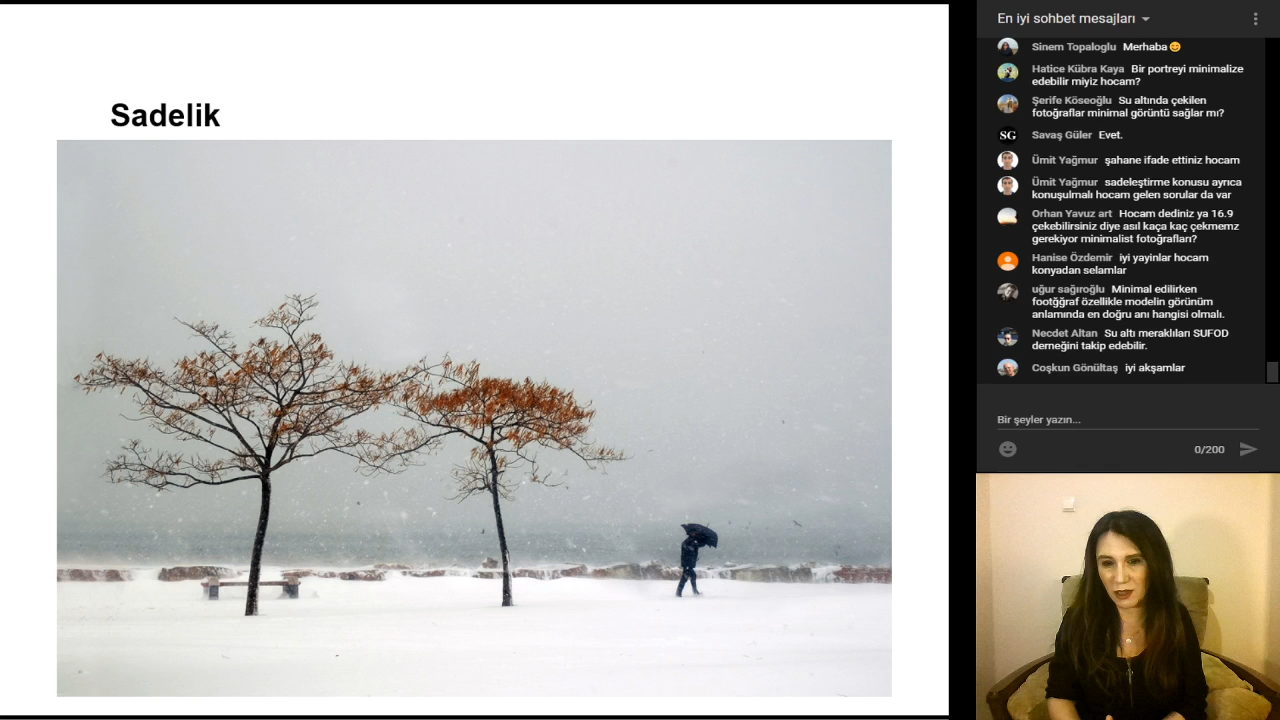 Sadelik
En iyi sohbet mesajları
Sinem Topaloglu Merhaba😊
Hatice Kübra Kaya Bir portreyi minimalize
edebilir miyiz hocam?
Şerife Köseoğlu Su altında çekilen
fotoğraflar minimal görüntü sağlar mı?
SG Savaş Güler Evet.
Ümit Yağmur şahane ifade ettiniz hocam
Ümit Yağmur sadeleştirme konusu ayrıca
konuşulmalı hocam gelen sorular da var
Orhan Yavuz art Hocam dediniz ya 16.9
çekebilirsiniz diye asıl kaça kaç çekmemz
gerekiyor minimalist fotoğrafları?
Hanise Özdemir iyi yayinlar hocam
konyadan selamlar
uğur sağıroğlu Minimal edilirken
footğğraf özellikle modelin görünüm
anlamında en doğru anı hangisi olmalı.
Necdet Altan Su altı meraklıları SUFOD
derneğini takip edebilir.
Coşkun Gönültaş iyi akşamlar
Bir şeyler yazın...
0/200